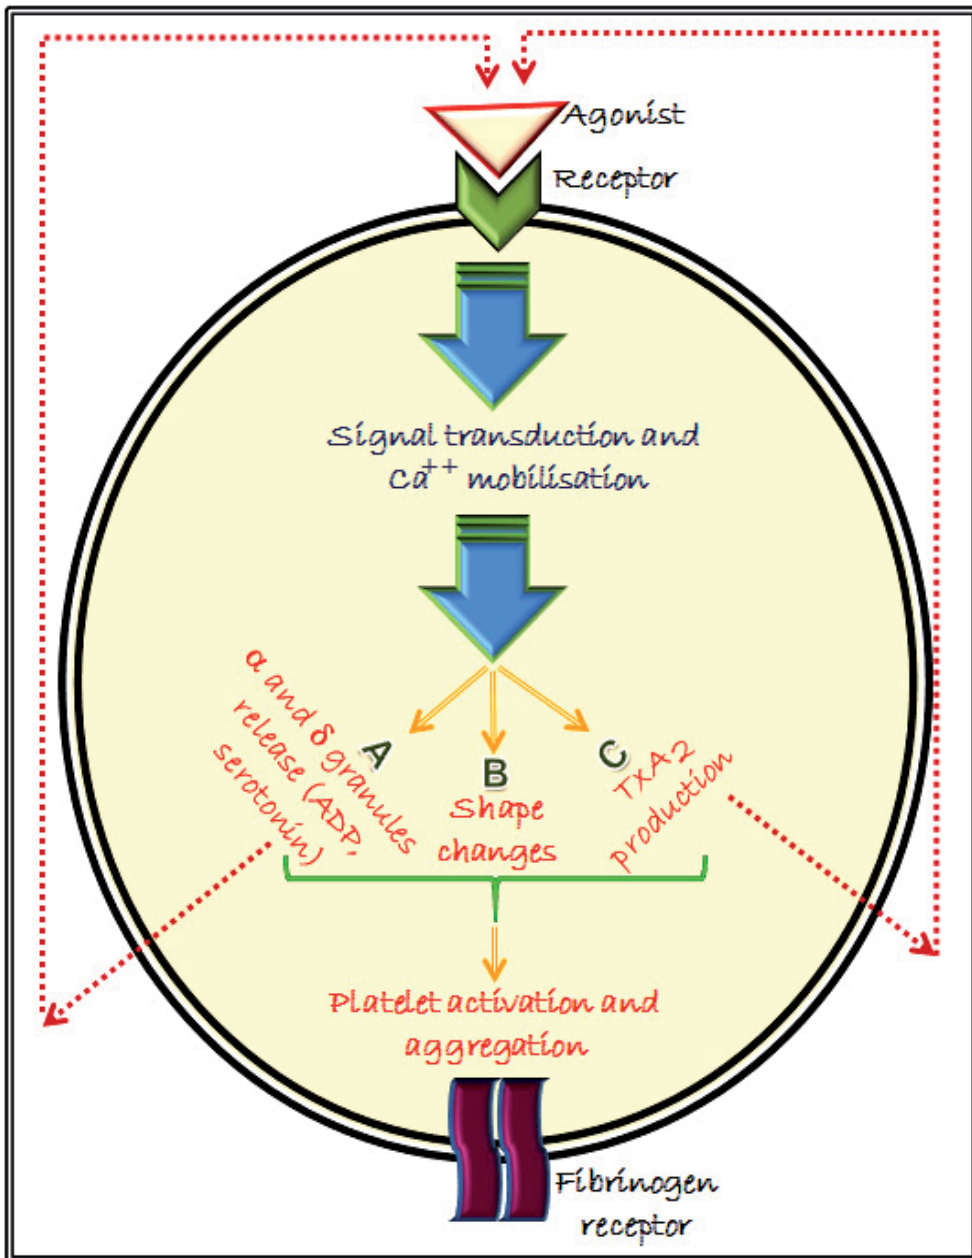 Agonist
Receptor
Signal transduction and
Ca++ mobilisation
α and δ granules
release (ADP,
serotonin)
A
B
Shape
changes
C
TxA2
production
Platelet activation and
aggregation
Fibrinogen
receptor